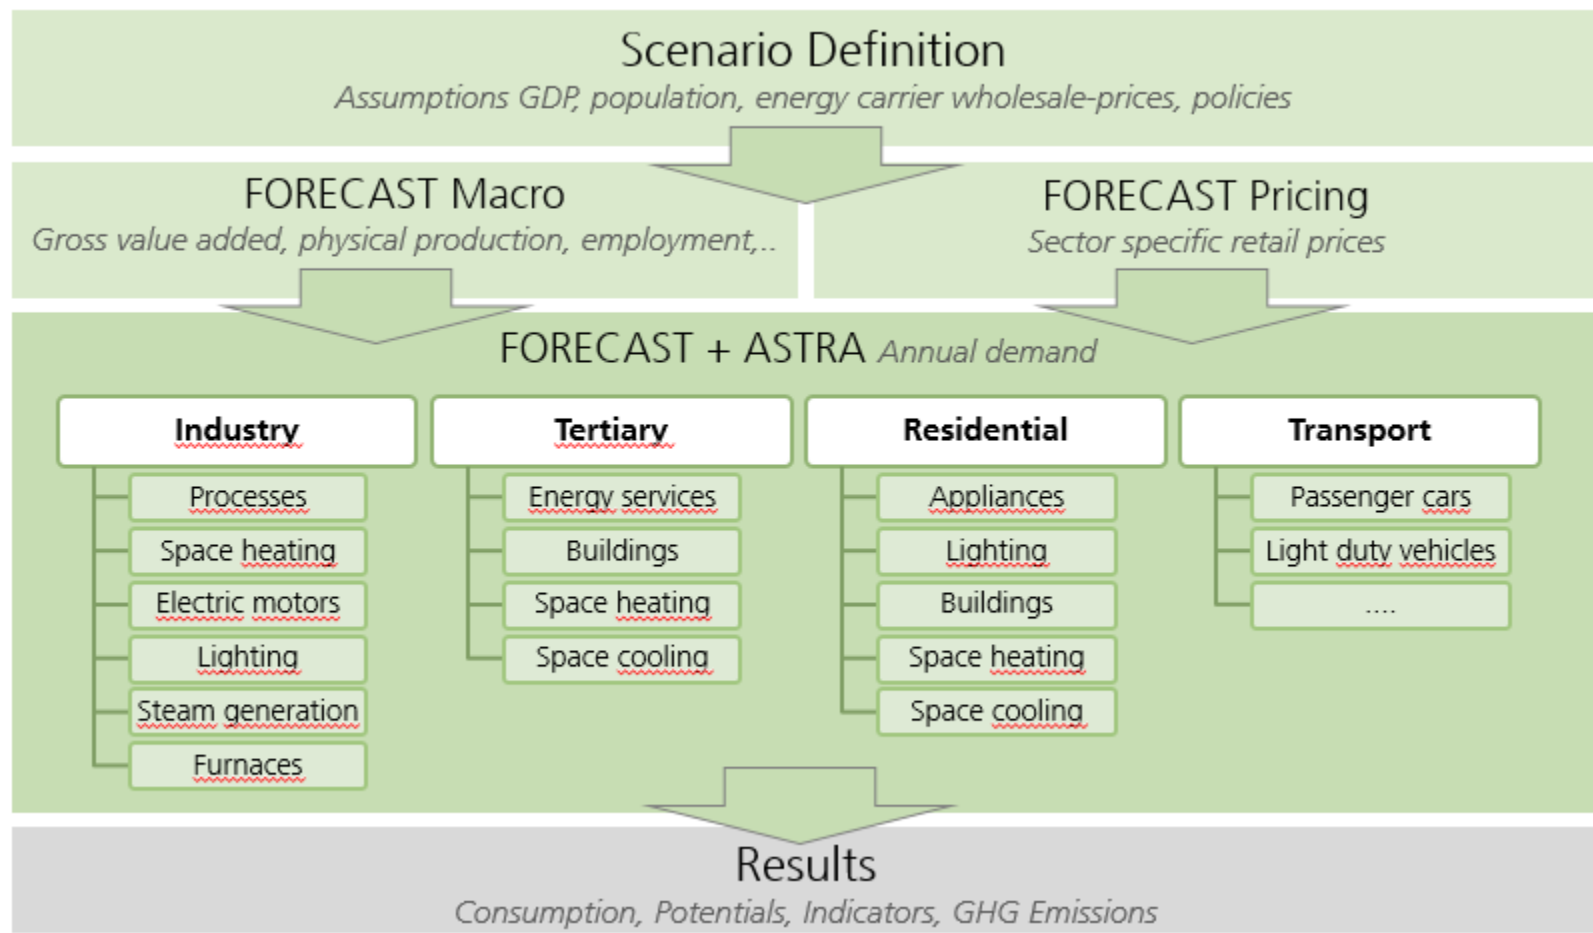 Scenario Definition
Assumptions GDP, population, energy carrier wholesale-prices, policies
FORECAST Macro
Gross value added, physical production, employment,..
FORECAST Pricing
Sector specific retail prices
FORECAST + ASTRA Annual demand
Industry
Processes
Space heating
Electric motors
Lighting
Steam generation
Furnaces
Tertiary
Energy services
Buildings
Space heating
Space cooling
Residential
Appliances
Lighting
Buildings
Space heating
Space cooling
Transport
Passenger cars
Light duty vehicles
....
Results
Consumption, Potentials, Indicators, GHG Emissions